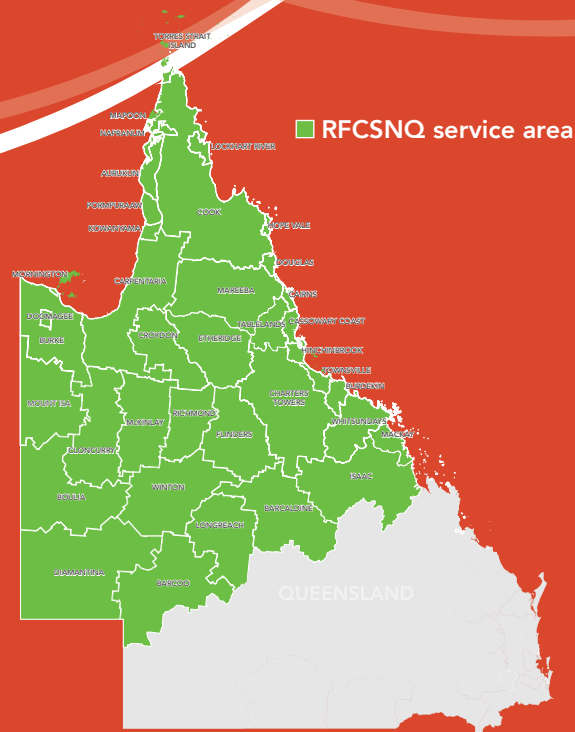 TORRES STRAIT
ISLAND
MAPOON
RFCSNQ service area
NAPRANUM
LOCKHART RIVER
AURUKUN
PORMPURAAW
COOK
KOWANYAMA
HOPE VALE
DOUGLAS
MORNINGTON
CARPENTARIA
MAREEBA
CAIRNS
DOOMAGEE
TABLELANDS
CASSOWARY COAST
BURKE
CROYDON
ETHERIDGE
HINCHINBROOK
TOWNSVILLE
BURDEKIN
CHARTERS
TOWERS
MOUNT ISA
RICHMOND
MCKINLAY
WHITSUNDAYS
FLINDERS
MACKAY
CLONCURRY
ISAAC
WINTON
BOULIA
BARCALDINE
LONGREACH
DIAMANTINA
BARCOO
QUEENSLAND